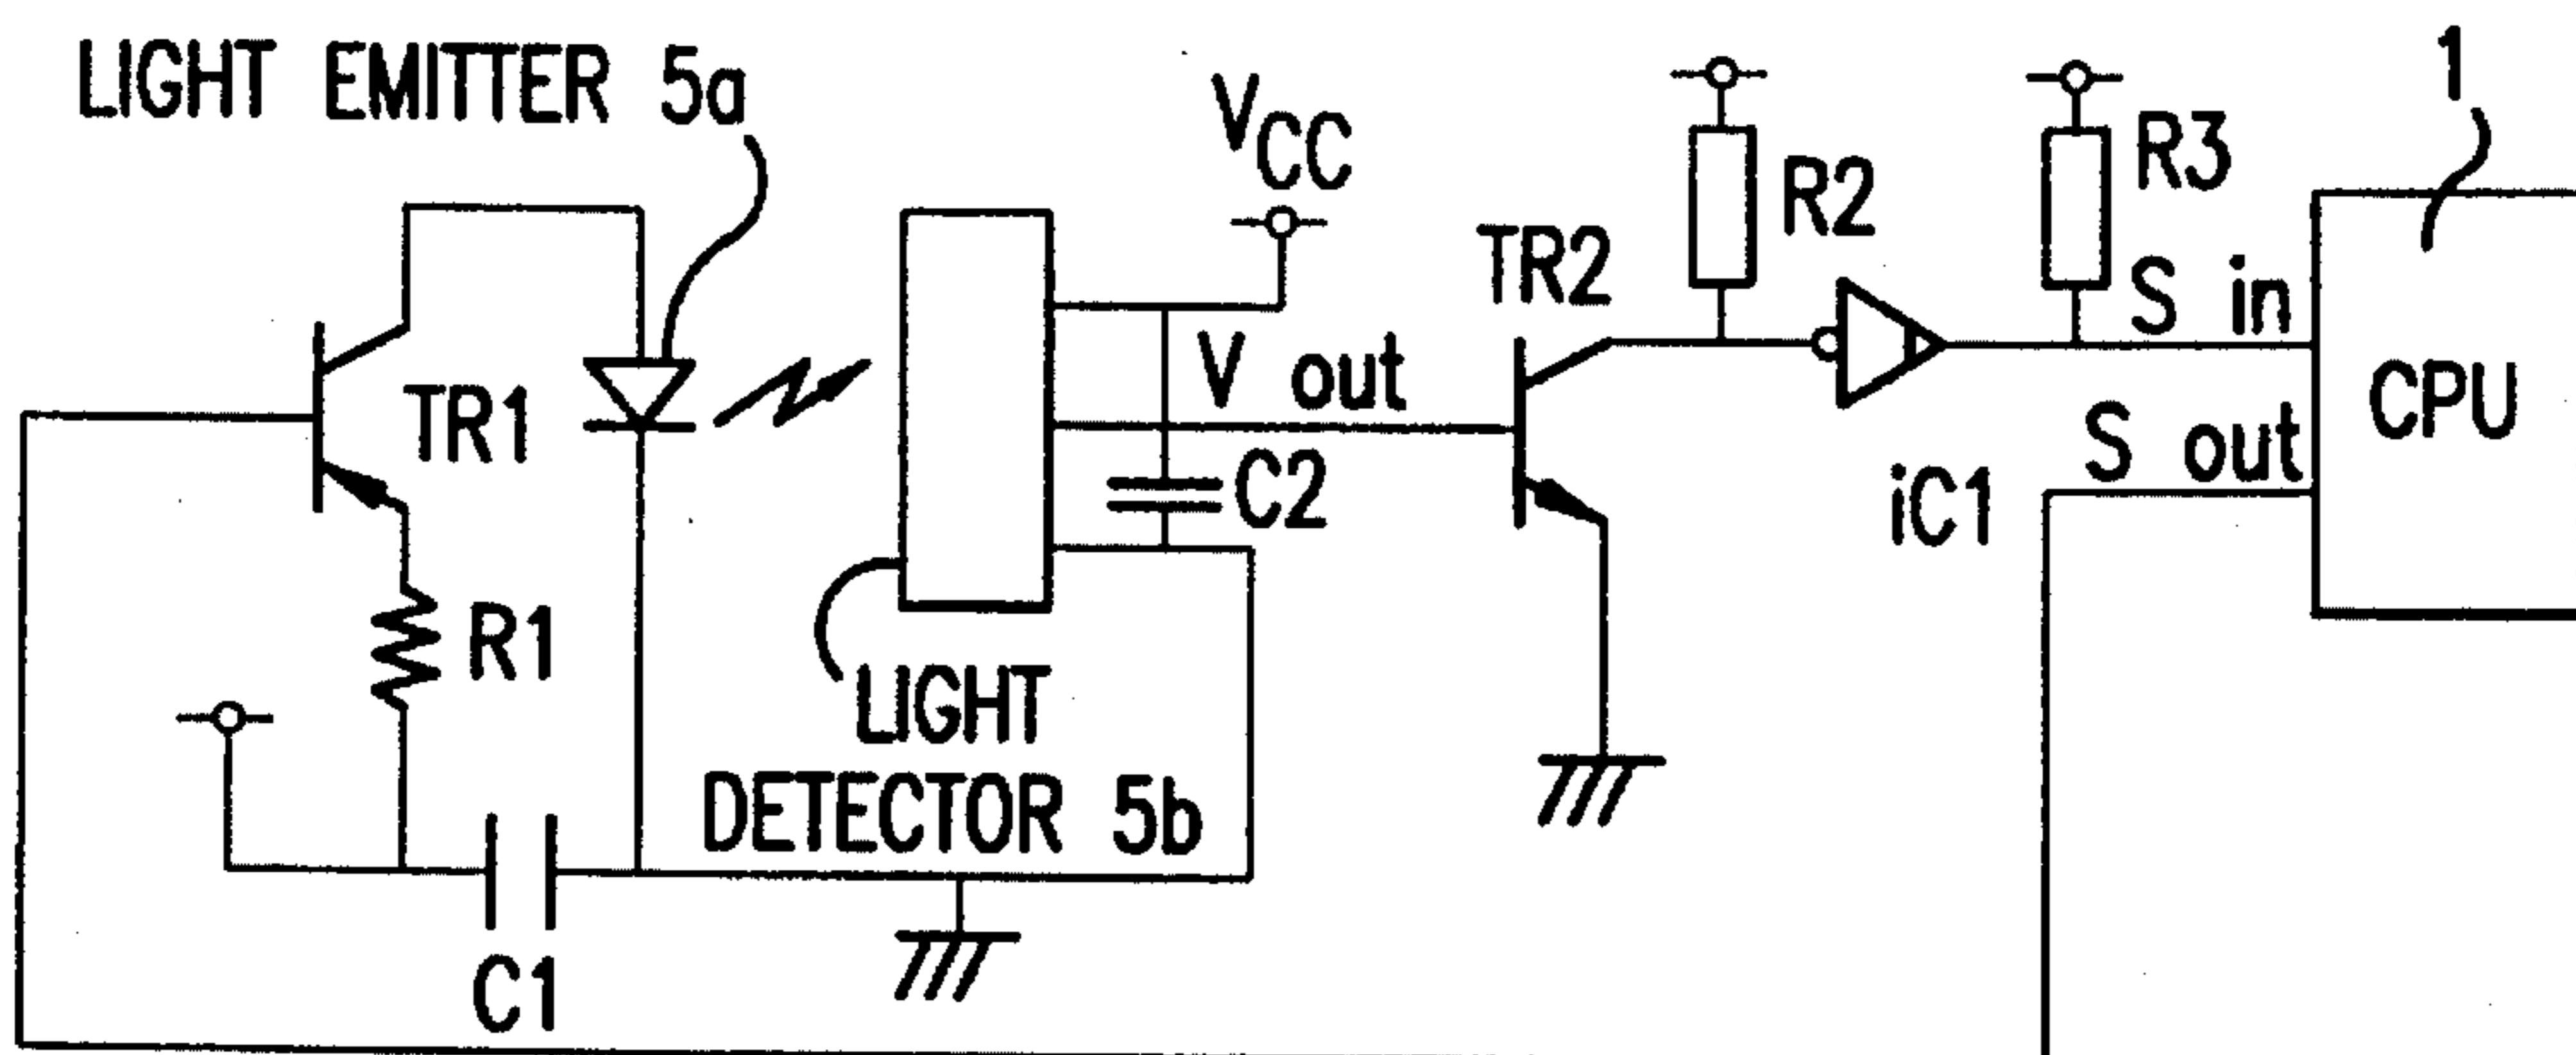 LIGHT EMITTER 5a
VCC
1
R2
R3
TR2
S in
TR1
V out
CPU
S out
C2
iC1
R1
LIGHT
DETECTOR 5b
C1